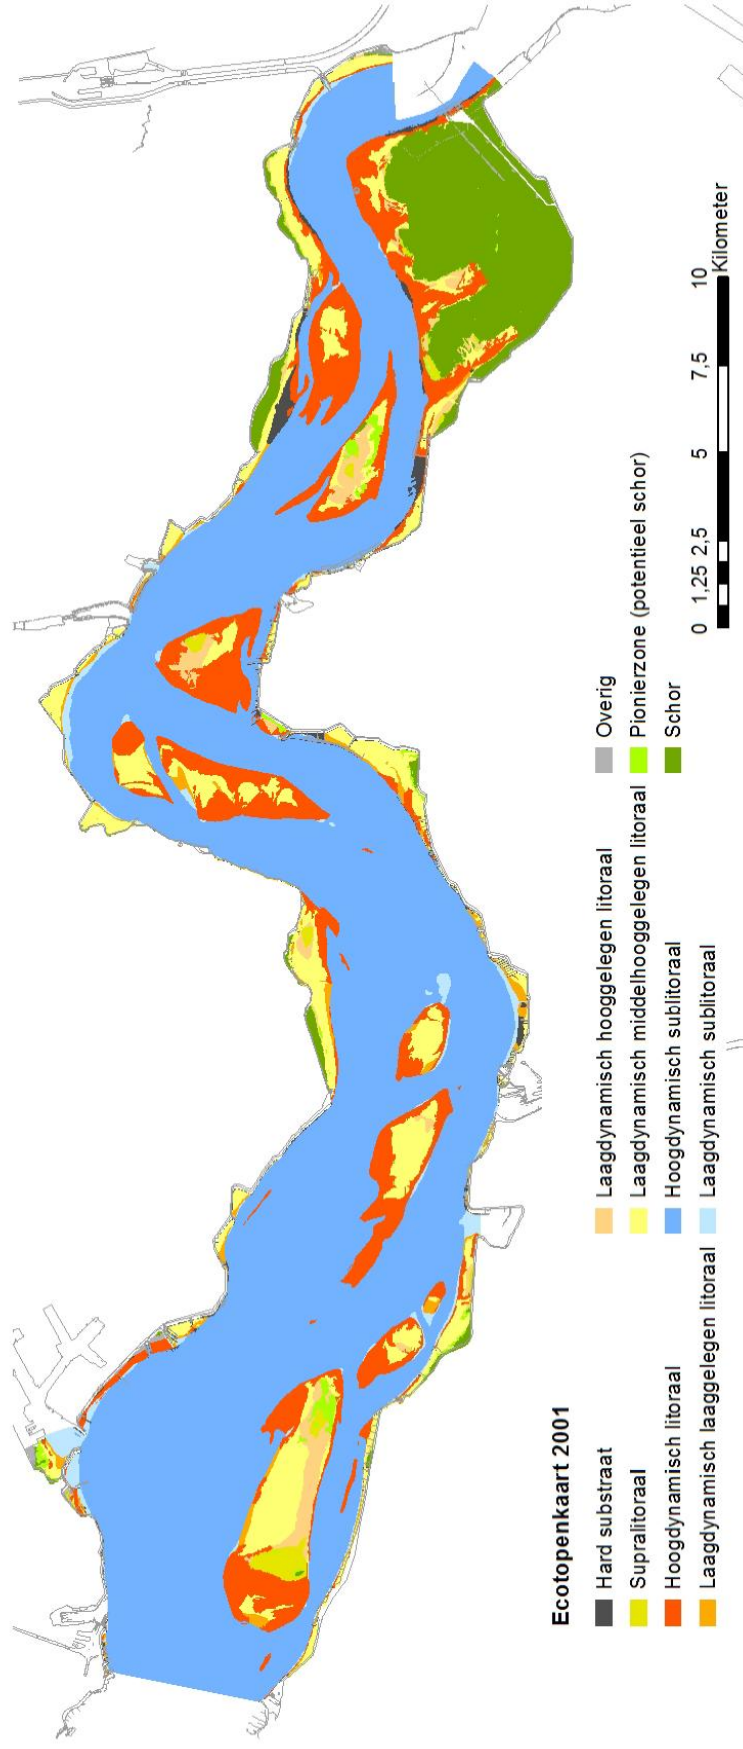 Ecotopenkaart 2001
Hard substraat
Supralitoraal
Hoogdynamisch litoraal
Laagdynamisch laaggelegen litoraal
Laagdynamisch hooggelegen litoraal
Laagdynamisch middelhooggelegen litoraal
Hoogdynamisch sublitoraal
Laagdynamisch sublitoraal
Overig
Pionierzone (potentieel schor)
Schor
0 1,25 2,5 5 7,5 10
Kilometer